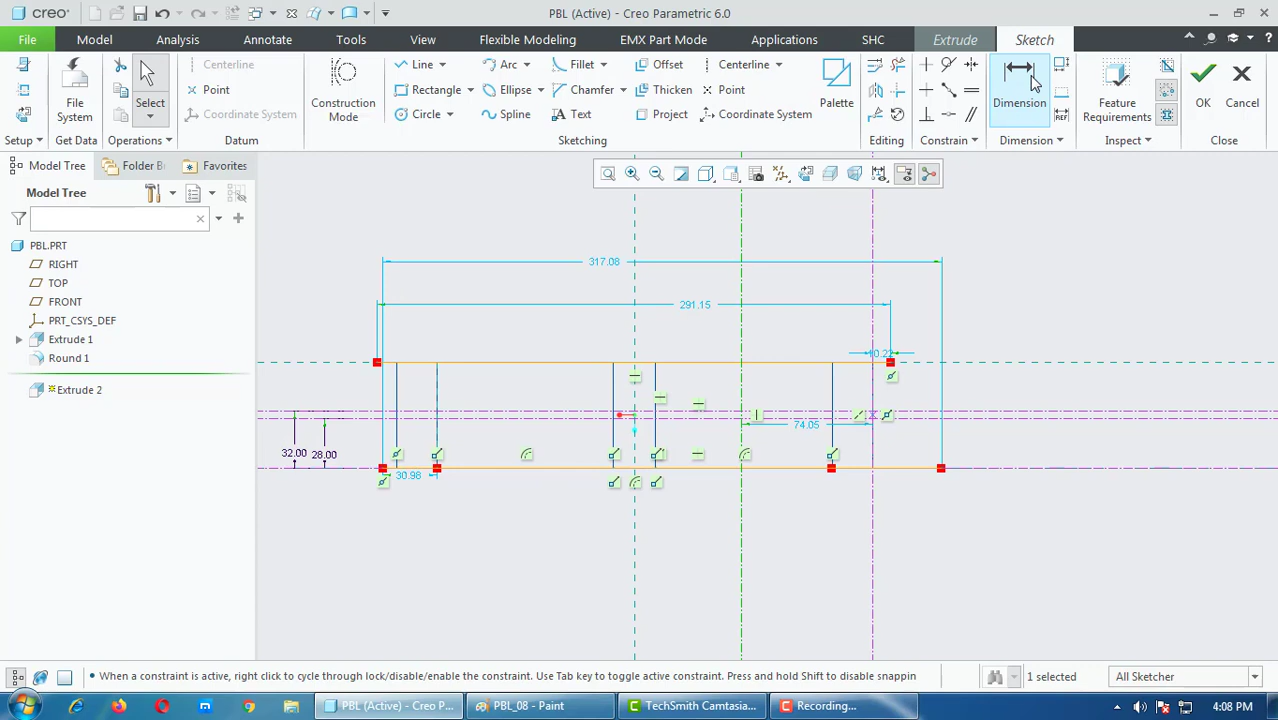 creo
PBL (Active) - Creo Parametric 6.0
File Model Analysis Annotate Tools View Flexible Modeling EMX Part Mode Applications SHC Extrude Sketch
File System
Select
Centerline
Point
Coordinate System
Construction Mode
Line Arc Fillet Offset Centerline
Rectangle Ellipse Chamfer Thicken Point
Circle Spline Text Project Coordinate System
Palette
Dimension
Feature Requirements
OK
Cancel
Setup Get Data Operations Datum Sketching Editing Constrain Dimension Inspect Close
Model Tree Folder B Favorites
Model Tree
PBL.PRT
RIGHT
TOP
FRONT
PRT_CSYS_DEF
Extrude 1
Round 1
Extrude 2
317.08
291.15
10.22
74.05
32.00
28.00
30.98
When a constraint is active, right click to cycle through lock/disable/enable the constraint. Use Tab key to toggle active constraint. Press and hold Shift to disable snappin
1 selected
All Sketcher
PBL (Active) - Creo P...
PBL_08 - Paint
TechSmith Camtasia...
Recording...
4:08 PM